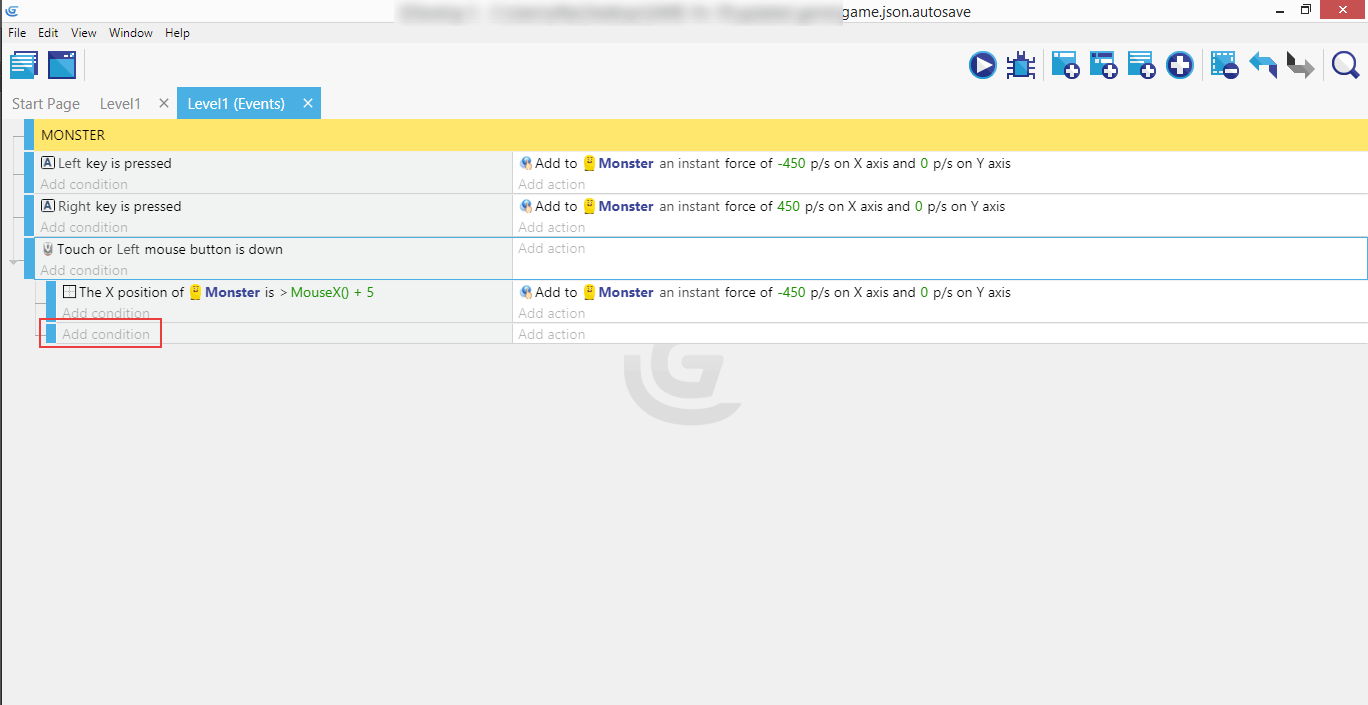 game.json.autosave
File Edit View Window Help
Start Page Level1 Level1 (Events)
MONSTER
Left key is pressed Add to Monster an instant force of -450 p/s on X axis and 0 p/s on Y axis
Add condition Add action
Right key is pressed Add to Monster an instant force of 450 p/s on X axis and 0 p/s on Y axis
Add condition Add action
Touch or Left mouse button is down Add action
Add condition
The X position of Monster is > MouseX() + 5 Add to Monster an instant force of -450 p/s on X axis and 0 p/s on Y axis
Add condition Add action
Add condition Add action